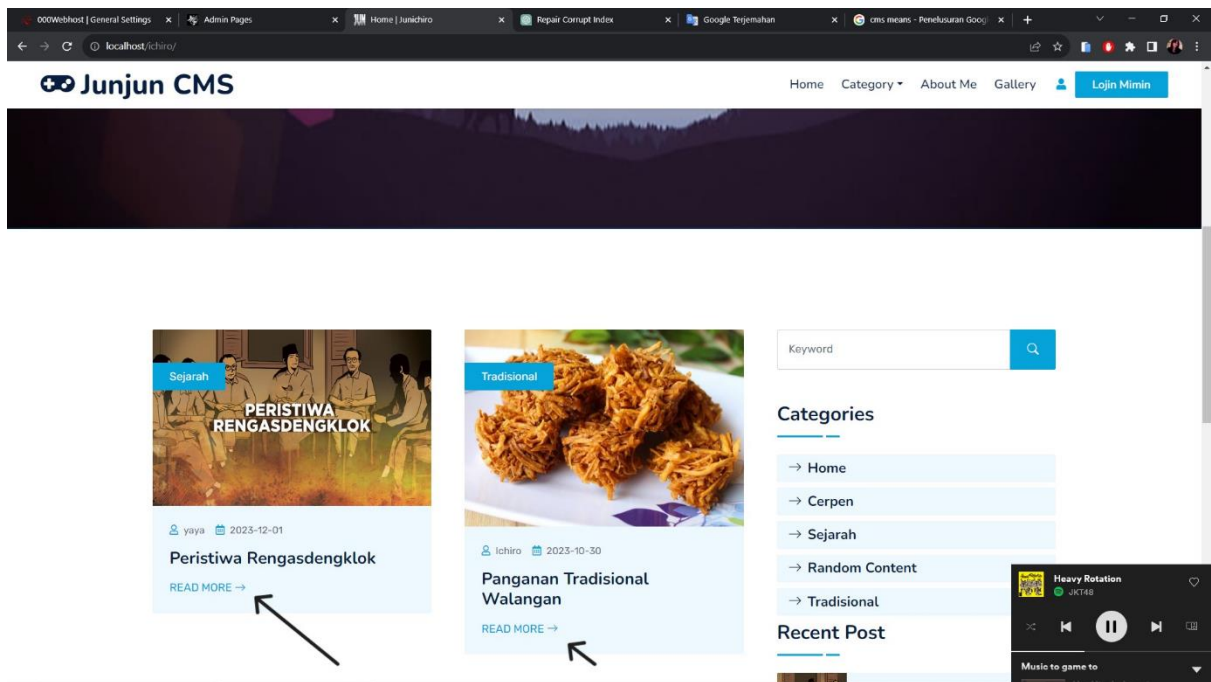 000Webhost | General Settings
Admin Pages
Home | Junichiro
Repair Corrupt Index
Google Terjemahan
cms means - Penelusuran Goog
localhost/ichiro/
Junjun CMS
Home
Category
About Me
Gallery
Lojin Mimin
Sejarah
PERISTIWA
RENGASDENGKLOK
yaya 2023-12-01
Peristiwa Rengasdengklok
READ MORE →
Tradisional
Ichiro 2023-10-30
Panganan Tradisional
Walangan
READ MORE →
Keyword
Categories
→ Home
→ Cerpen
→ Sejarah
→ Random Content
→ Tradisional
Recent Post
Heavy Rotation
JKT48
Music to game to